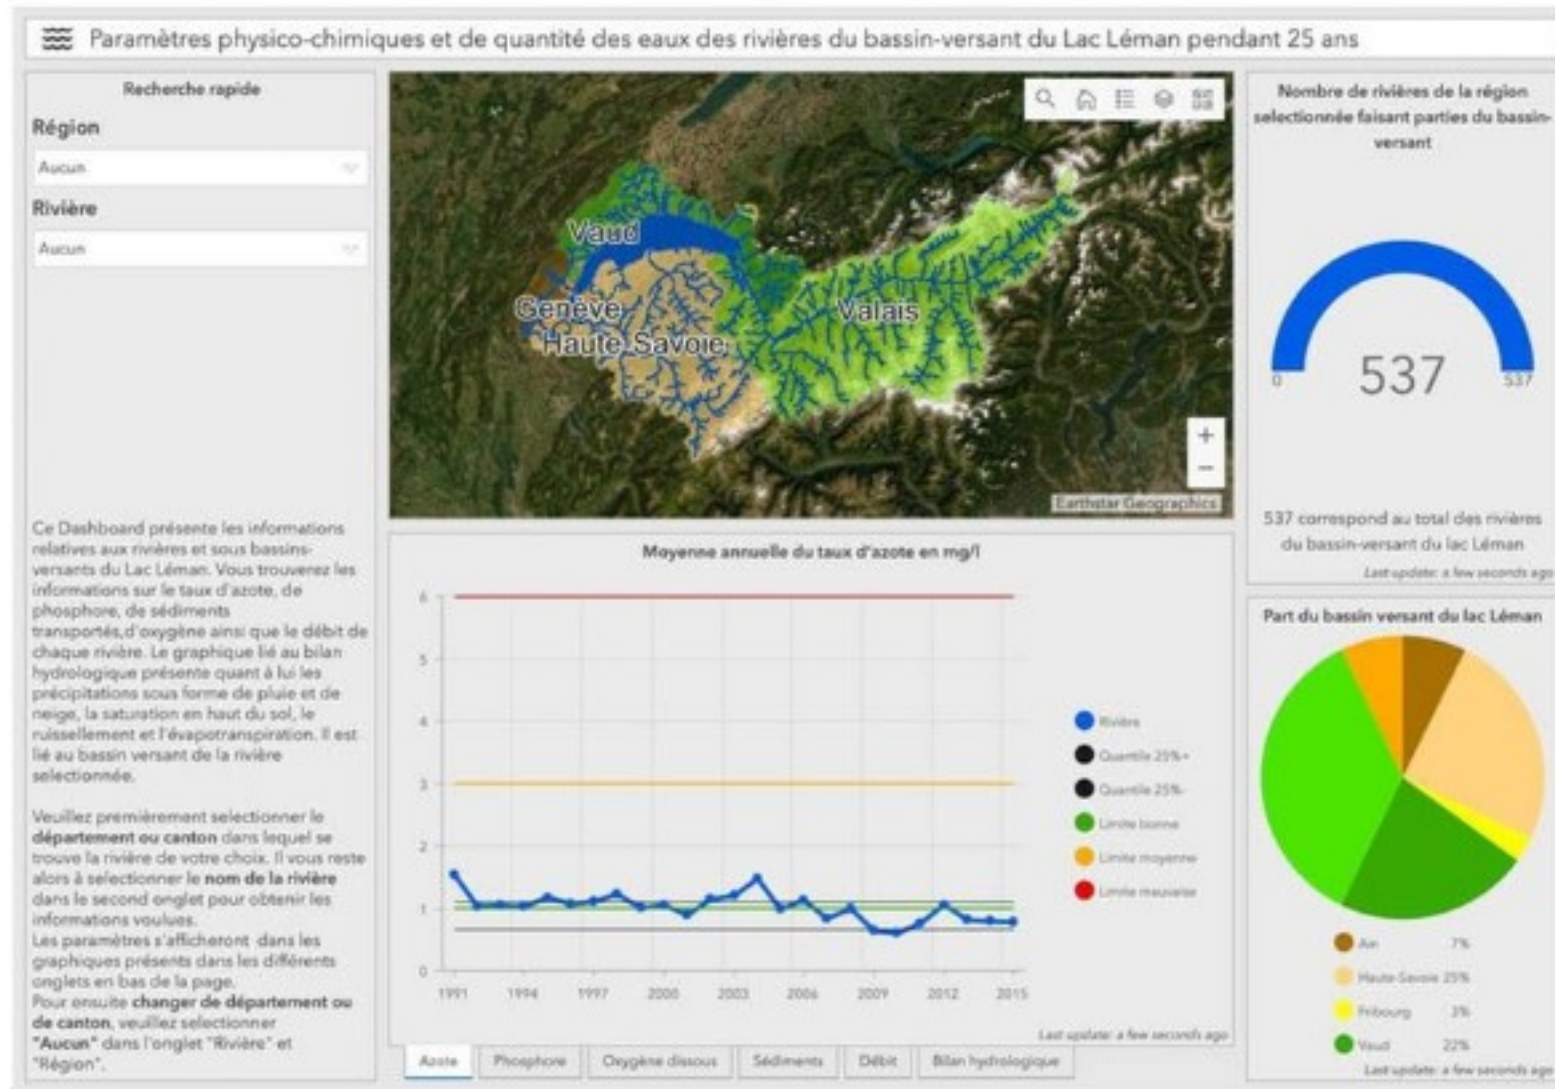 Paramètres physico-chimiques et de quantité des eaux des rivières du bassin-versant du Lac Léman pendant 25 ans
Recherche rapide
Région
Aucun
Rivière
Aucun
Ce Dashboard présente les informations
relatives aux rivières et sous bassins-
versants du Lac Léman. Vous trouverez les
informations sur le taux d'azote, de
phosphore, de sédiments
transportés,d'oxygène ainsi que le débit de
chaque rivière. Le graphique lié au bilan
hydrologique présente quant à lui les
précipitations sous forme de pluie et de
neige, la saturation en haut du sol, le
ruissellement et l'évapotranspiration. Il est
lié au bassin versant de la rivière
selectionnée.
Veuillez premièrement selectionner le
département ou canton dans lequel se
trouve la rivière de votre choix. Il vous reste
alors à selectionner le nom de la rivière
dans le second onglet pour obtenir les
informations voulues.
Les paramètres s'afficheront dans les
graphiques présents dans les différents
onglets en bas de la page.
Pour ensuite changer de département ou
de canton, veuillez selectionner
"Aucun" dans l'onglet "Rivière" et
"Région".
Vaud
Genève
Haute Savoie
Valais
+
−
Earthstar Geographics
Moyenne annuelle du taux d'azote en mg/l
6
5
4
3
2
1
0
1991 1994 1997 2000 2003 2006 2009 2012 2015
Rivière
Quantile 25%+
Quantile 25%-
Limite bonne
Limite moyenne
Limite mauvaise
Last update: a few seconds ago
Azote Phosphore Oxygène dissous Sédiments Débit Bilan hydrologique
Nombre de rivières de la région
selectionnée faisant parties du bassin-
versant
537
0 537
537 correspond au total des rivières
du bassin-versant du lac Léman
Last update: a few seconds ago
Part du bassin versant du lac Léman
Ain 7%
Haute-Savoie 25%
Fribourg 3%
Vaud 22%
Last update: a few seconds ago